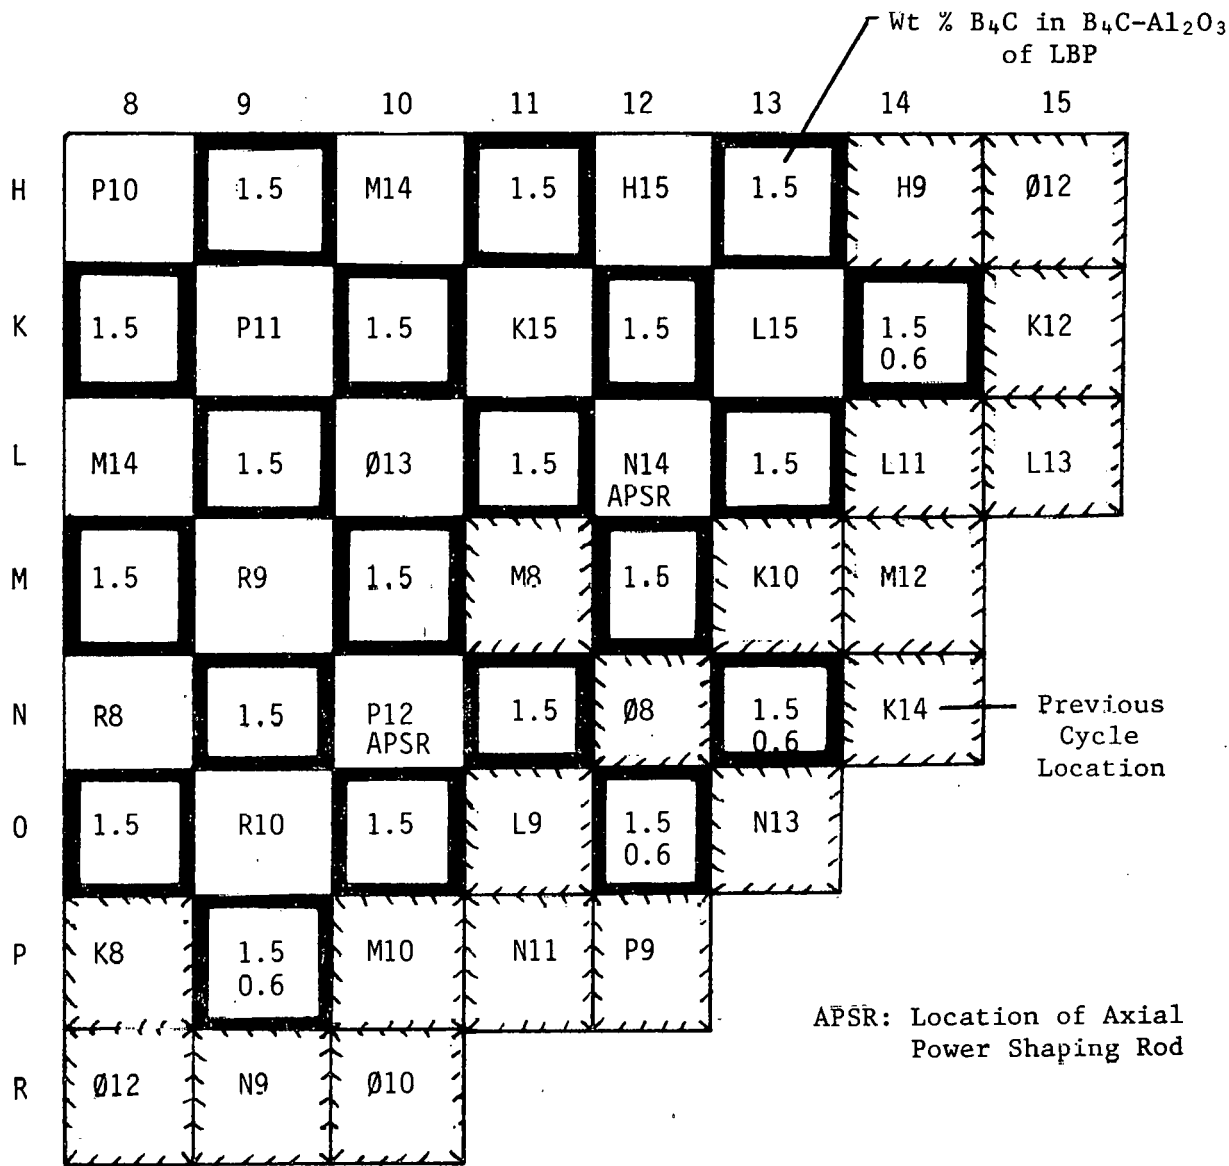 Wt % B₄C in B₄C-Al₂O₃
of LBP
8 9 10 11 12 13 14 15
H P10 1.5 M14 1.5 H15 1.5 H9 Ø12
K 1.5 P11 1.5 K15 1.5 L15 1.5 K12
0.6
L M14 1.5 Ø13 1.5 N14 1.5 L11 L13
APSR
M 1.5 R9 1.5 M8 1.5 K10 M12
N R8 1.5 P12 1.5 Ø8 1.5 K14
APSR 0.6
Previous
Cycle
Location
O 1.5 R10 1.5 L9 1.5 N13
0.6
P K8 1.5 M10 N11 P9
0.6
APSR: Location of Axial
Power Shaping Rod
R Ø12 N9 Ø10